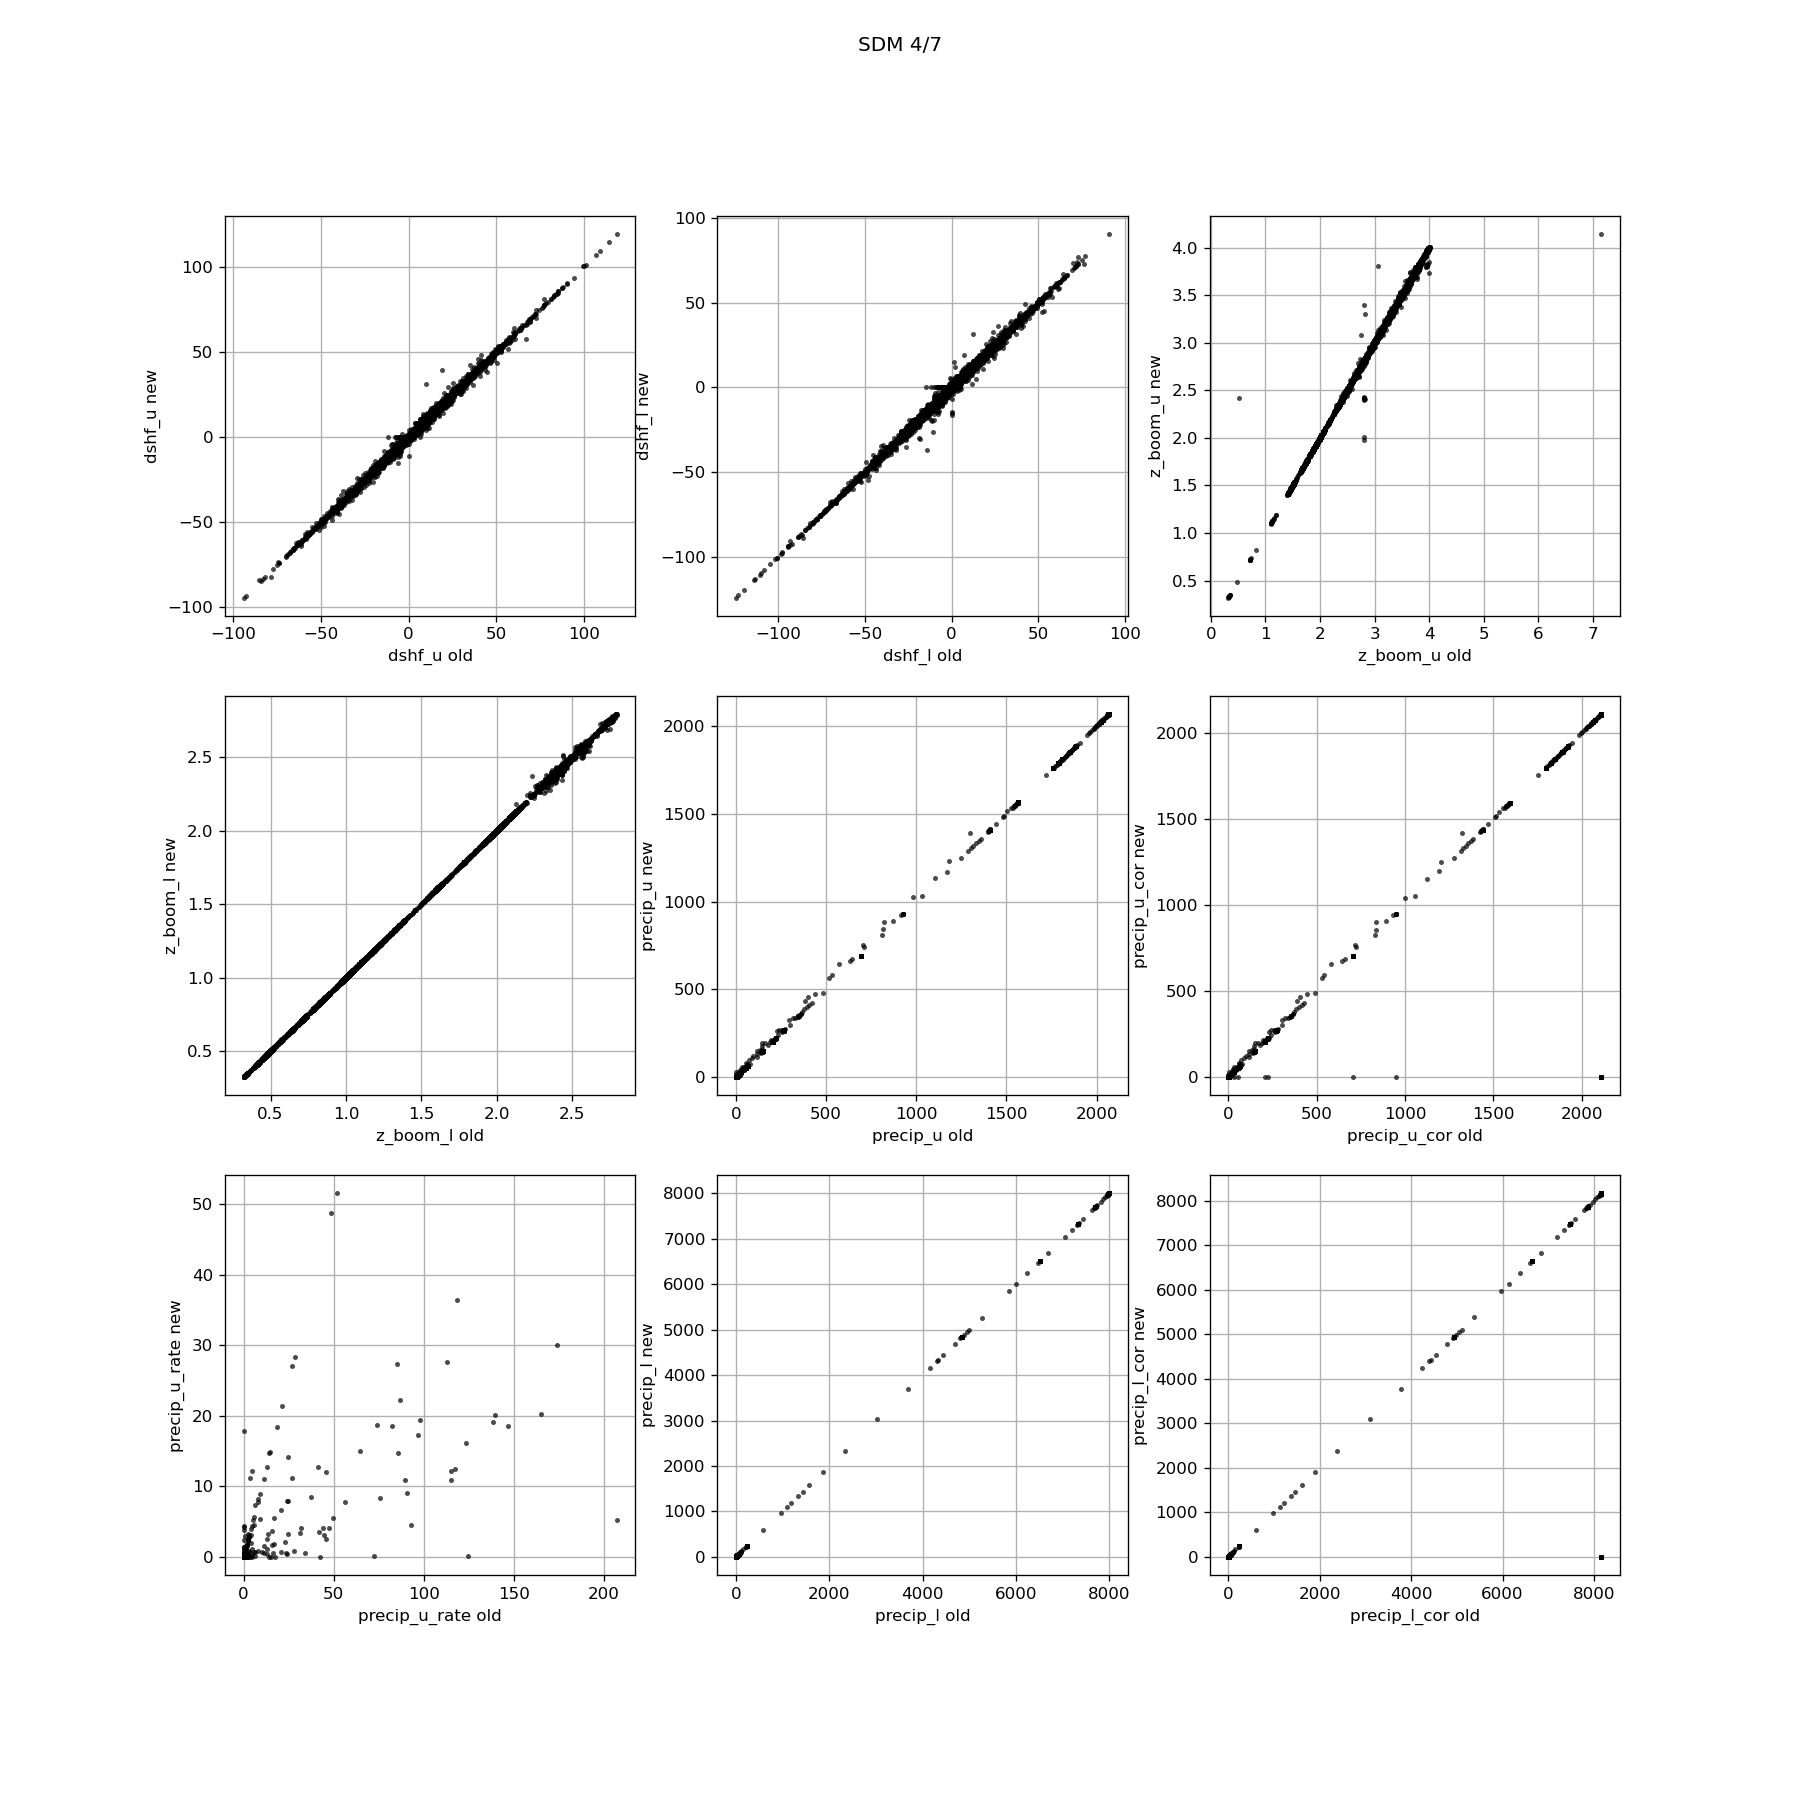 SDM 4/7
100
50
0
−50
−100
dshf_u new
−100 −50 0 50 100
dshf_u old
100
50
0
−50
−100
dshf_l new
−100 −50 0 50 100
dshf_l old
4.0
3.5
3.0
2.5
2.0
1.5
1.0
0.5
z_boom_u new
0 1 2 3 4 5 6 7
z_boom_u old
2.5
2.0
1.5
1.0
0.5
z_boom_l new
0.5 1.0 1.5 2.0 2.5
z_boom_l old
2000
1500
1000
500
0
precip_u new
0 500 1000 1500 2000
precip_u old
2000
1500
1000
500
0
precip_u_cor new
0 500 1000 1500 2000
precip_u_cor old
50
40
30
20
10
0
precip_u_rate new
0 50 100 150 200
precip_u_rate old
8000
7000
6000
5000
4000
3000
2000
1000
0
precip_l new
0 2000 4000 6000 8000
precip_l old
8000
7000
6000
5000
4000
3000
2000
1000
0
precip_l_cor new
0 2000 4000 6000 8000
precip_l_cor old